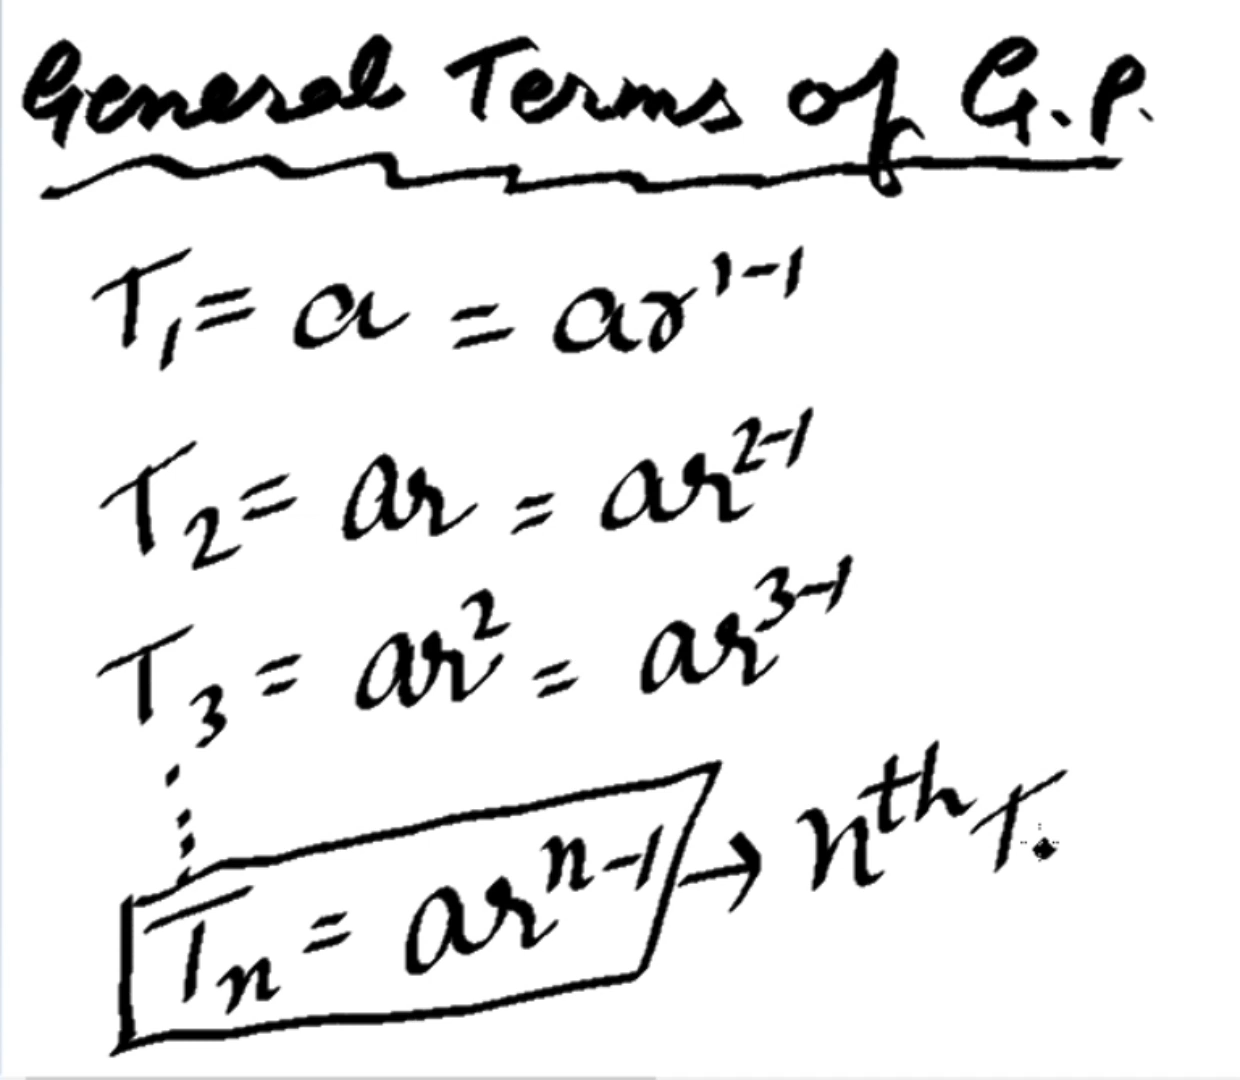 General Terms of G.P.
T₁ = a = ar¹⁻¹
T₂ = ar = ar²⁻¹
T₃ = ar² = ar³⁻¹
⋮
Tₙ = arⁿ⁻¹ → nᵗʰ T.